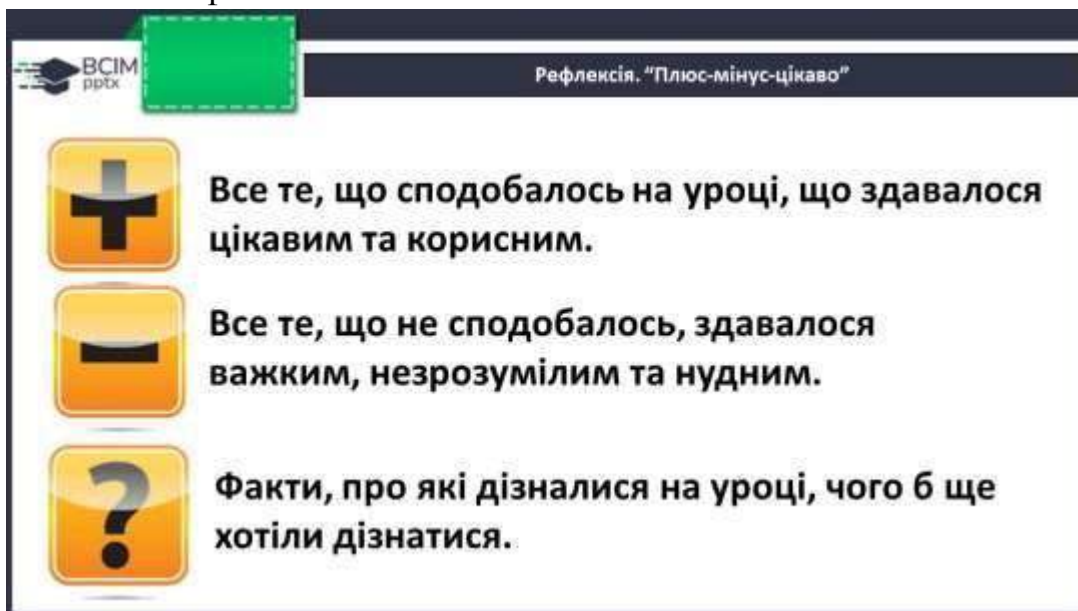 BCIM
pptx
Рефлексія. “Плюс-мінус-цікаво”
Все те, що сподобалось на уроці, що здавалося
цікавим та корисним.
Все те, що не сподобалось, здавалося
важким, незрозумілим та нудним.
?
Факти, про які дізналися на уроці, чого б ще
хотіли дізнатися.